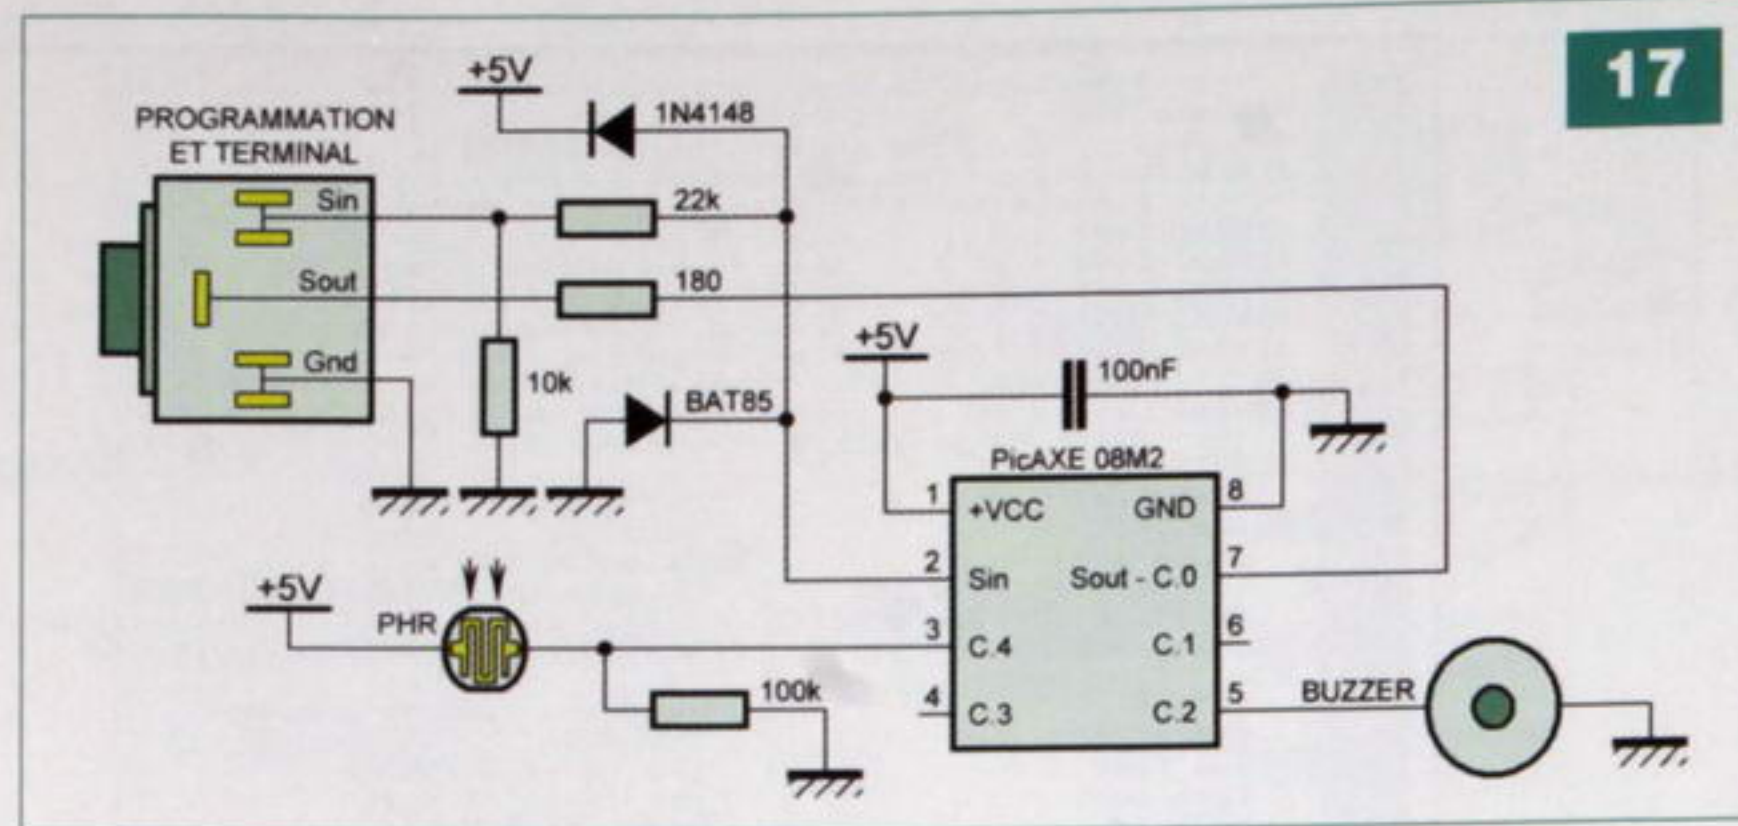 17
+5V
1N4148
PROGRAMMATION
ET TERMINAL
Sin
22k
Sout
180
Gnd
10k
BAT85
+5V
100nF
PicAXE 08M2
1
+VCC
GND
8
2
Sin
Sout - C.0
7
+5V
PHR
3
C.4
C.1
6
100k
4
C.3
C.2
5
BUZZER